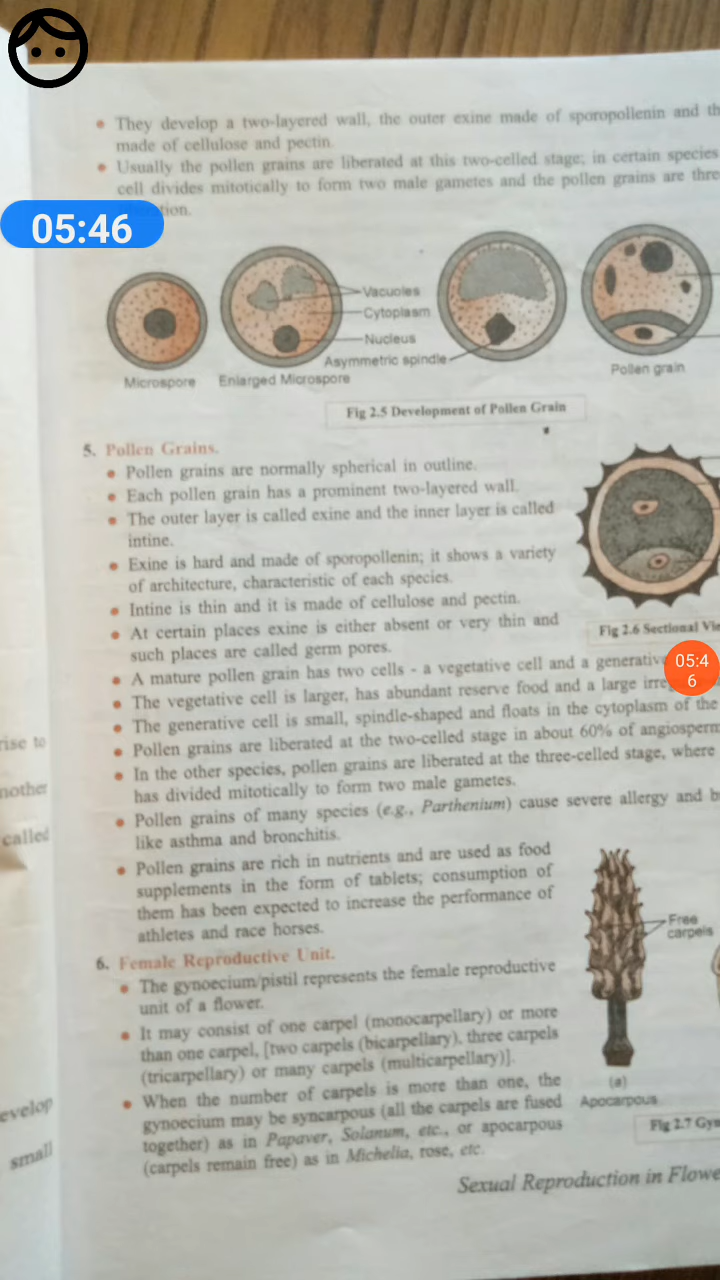 They develop a two-layered wall, the outer exine made of sporopollenin and th
made of cellulose and pectin.
Usually the pollen grains are liberated at this two-celled stage; in certain species
cell divides mitotically to form two male gametes and the pollen grains are thre
05:46
Vacuoles
Cytoplasm
Nucleus
Asymmetric spindle
Microspore Enlarged Microspore
Pollen grain
Fig 2.5 Development of Pollen Grain
5. Pollen Grains.
Pollen grains are normally spherical in outline.
Each pollen grain has a prominent two-layered wall.
The outer layer is called exine and the inner layer is called
intine.
Exine is hard and made of sporopollenin; it shows a variety
of architecture, characteristic of each species.
Intine is thin and it is made of cellulose and pectin.
At certain places exine is either absent or very thin and
such places are called germ pores.
Fig 2.6 Sectional Vie
A mature pollen grain has two cells - a vegetative cell and a generativ
05:4
6
The vegetative cell is larger, has abundant reserve food and a large irre
The generative cell is small, spindle-shaped and floats in the cytoplasm of the
Pollen grains are liberated at the two-celled stage in about 60% of angiosperm
In the other species, pollen grains are liberated at the three-celled stage, where
has divided mitotically to form two male gametes.
Pollen grains of many species (e.g., Parthenium) cause severe allergy and b
like asthma and bronchitis.
Pollen grains are rich in nutrients and are used as food
supplements in the form of tablets; consumption of
them has been expected to increase the performance of
athletes and race horses.
6. Female Reproductive Unit.
The gynoecium/pistil represents the female reproductive
unit of a flower.
It may consist of one carpel (monocarpellary) or more
than one carpel, [two carpels (bicarpellary), three carpels
(tricarpellary) or many carpels (multicarpellary)].
When the number of carpels is more than one, the
gynoecium may be syncarpous (all the carpels are fused
together) as in Papaver, Solanum, etc., or apocarpous
(carpels remain free) as in Michelia, rose, etc.
Free
carpels
(a)
Apocarpous
Fig 2.7 Gyn
Sexual Reproduction in Flowe
rise to
nother
called
evelop
small